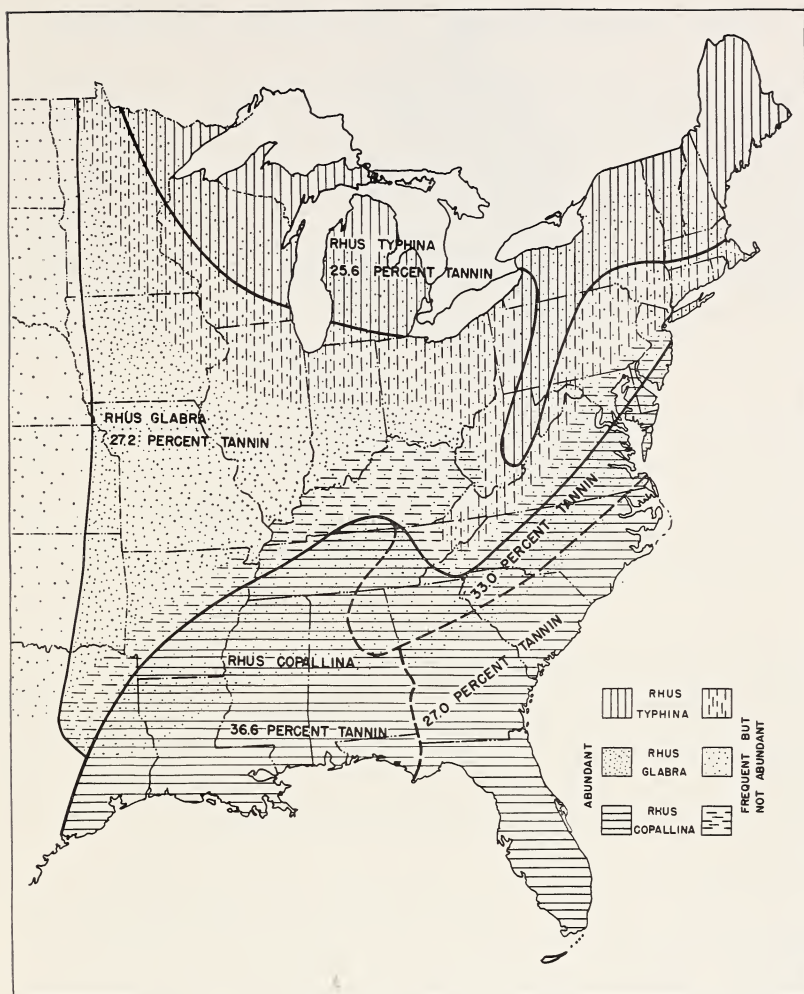 RHUS TYPHINA
25.6 PERCENT TANNIN
RHUS GLABRA
27.2 PERCENT TANNIN
33.0 PERCENT TANNIN
27.0 PERCENT TANNIN
RHUS COPALLINA
36.6 PERCENT TANNIN
ABUNDANT
RHUS
TYPHINA
RHUS
GLABRA
RHUS
COPALLINA
FREQUENT BUT
NOT ABUNDANT